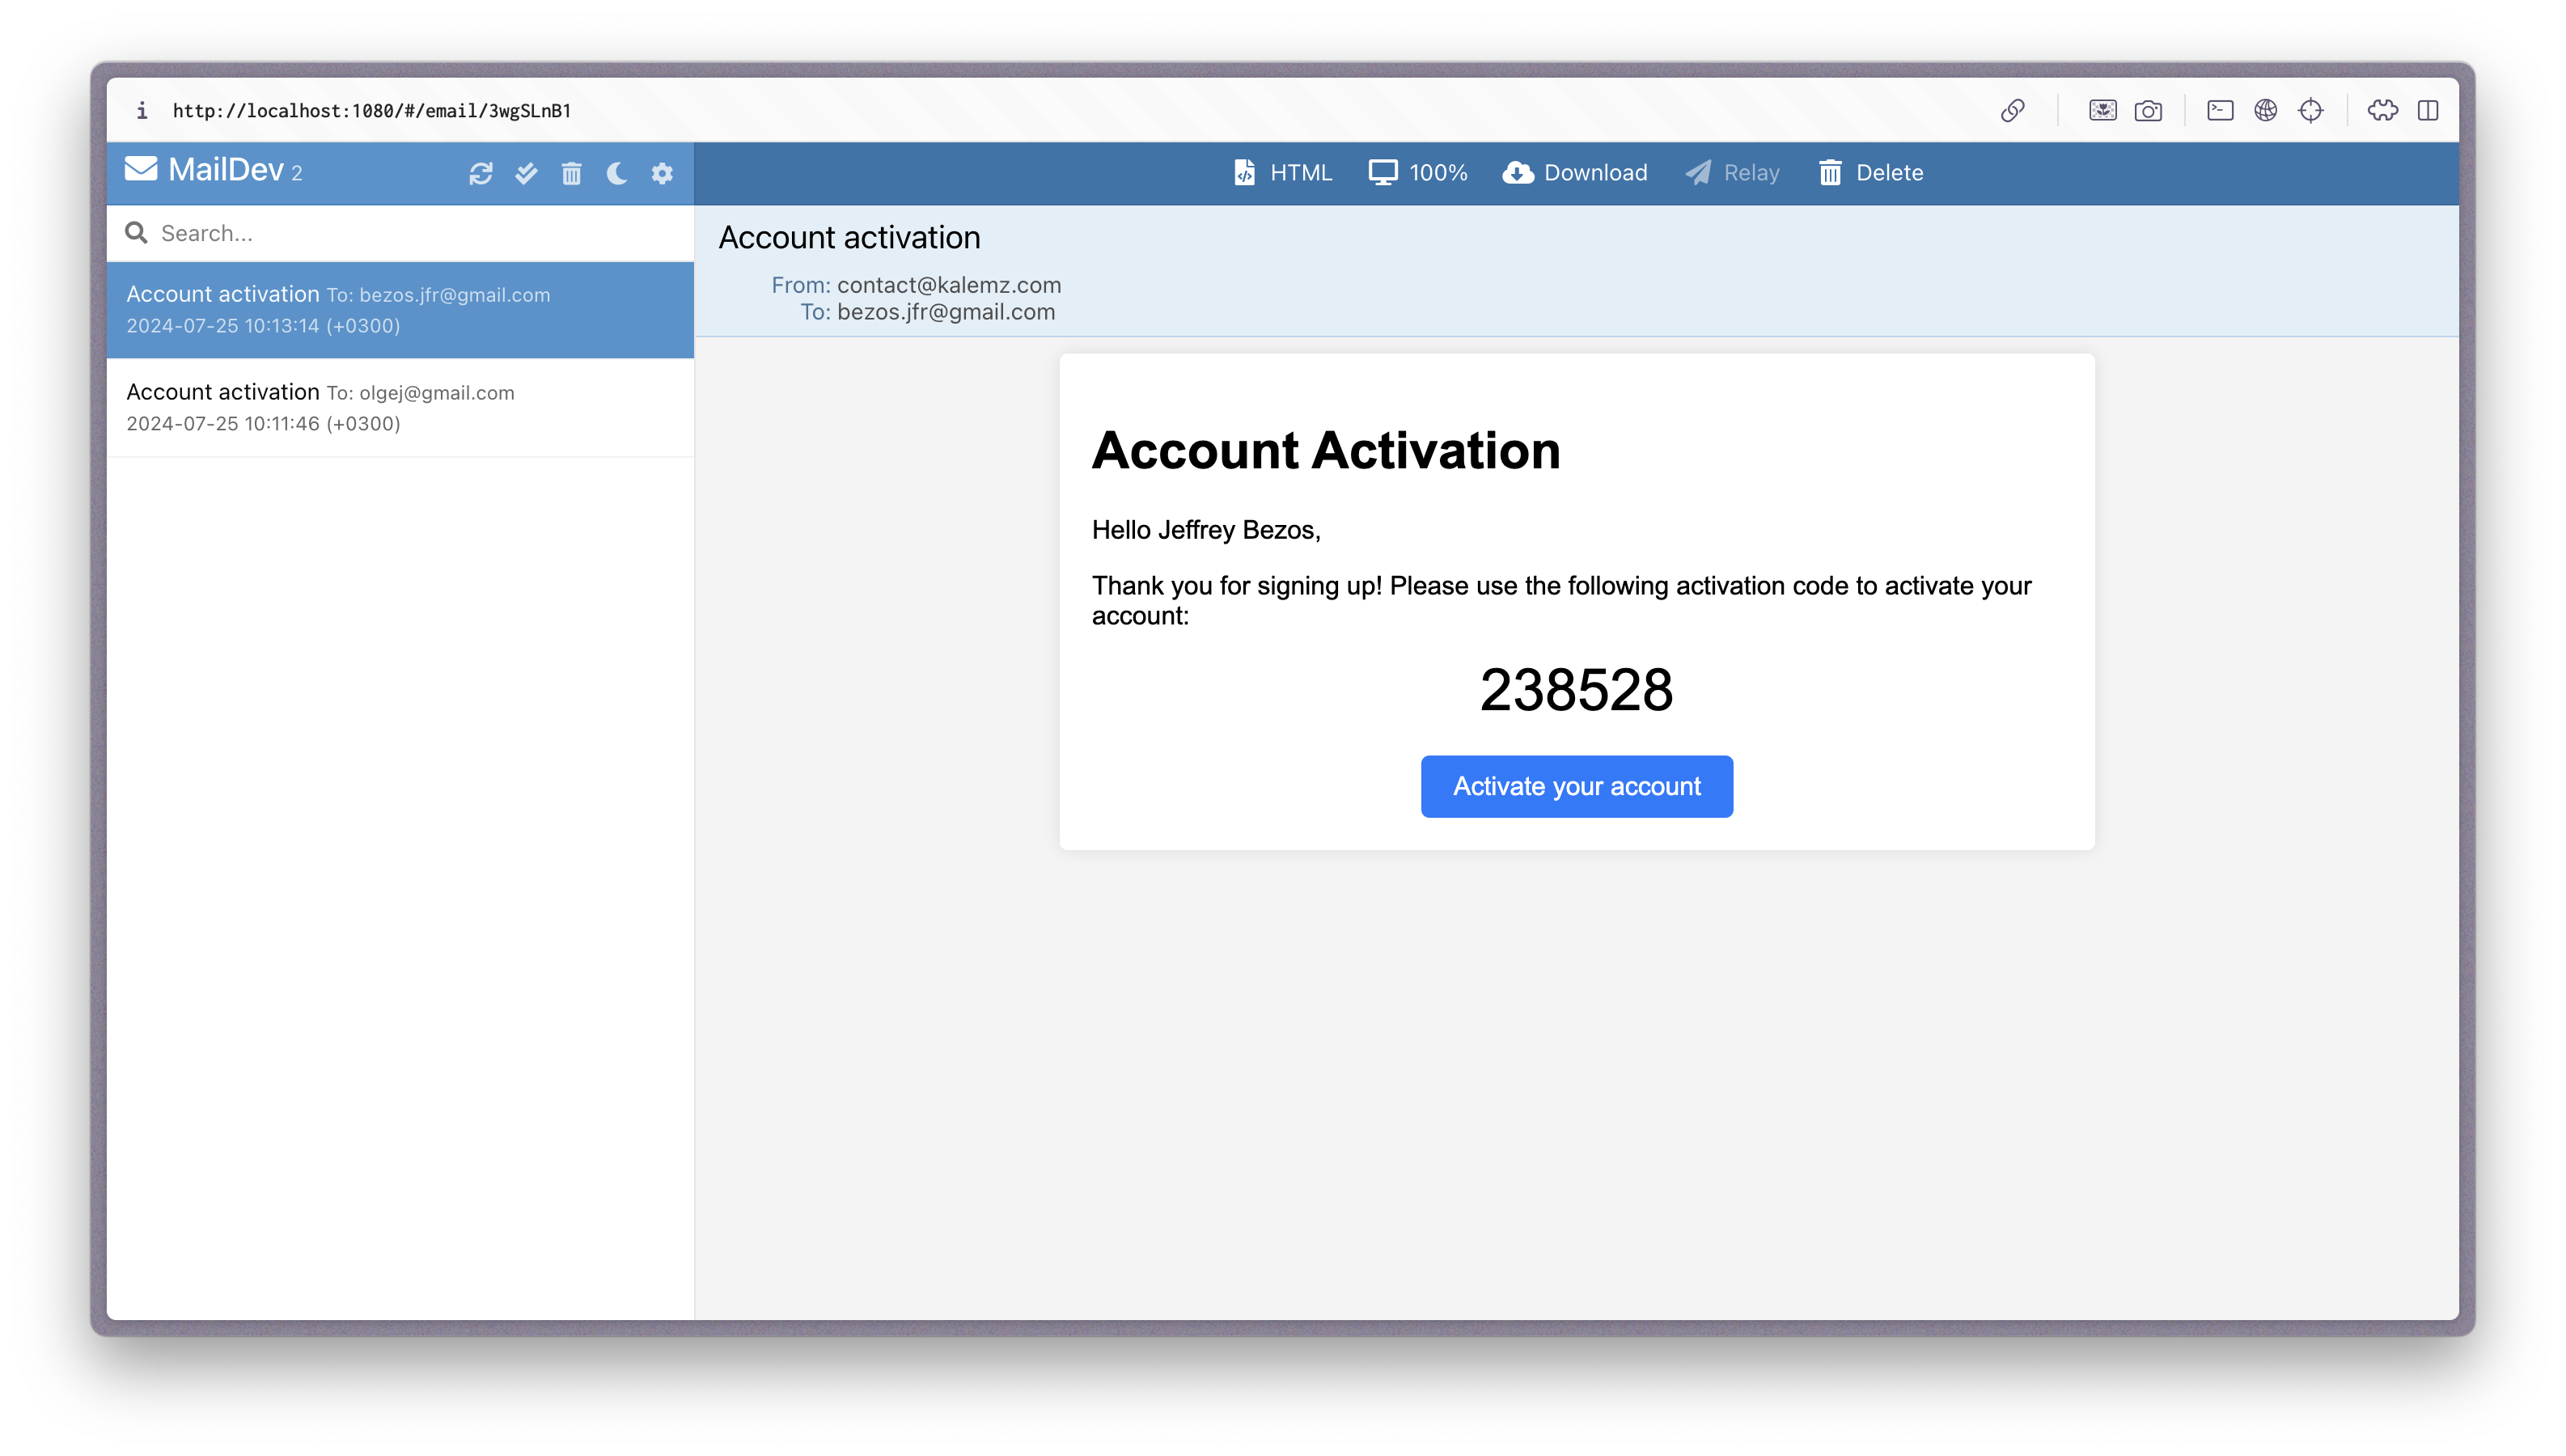 http://localhost:1080/#/email/3wgSLnB1
MailDev 2
HTML 100% Download Relay Delete
Search...
Account activation To: bezos.jfr@gmail.com
2024-07-25 10:13:14 (+0300)
Account activation To: olgej@gmail.com
2024-07-25 10:11:46 (+0300)
Account activation
From: contact@kalemz.com
To: bezos.jfr@gmail.com
Account Activation
Hello Jeffrey Bezos,
Thank you for signing up! Please use the following activation code to activate your
account:
238528
Activate your account